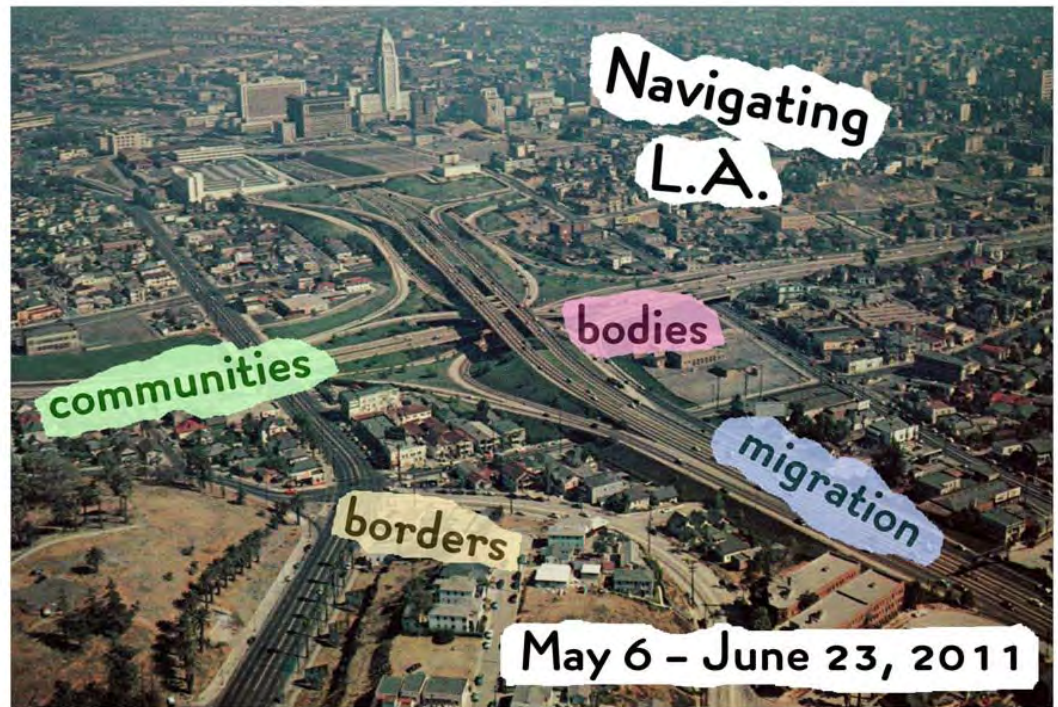 Navigating
L.A.
bodies
communities
migration
borders
May 6 – June 23, 2011